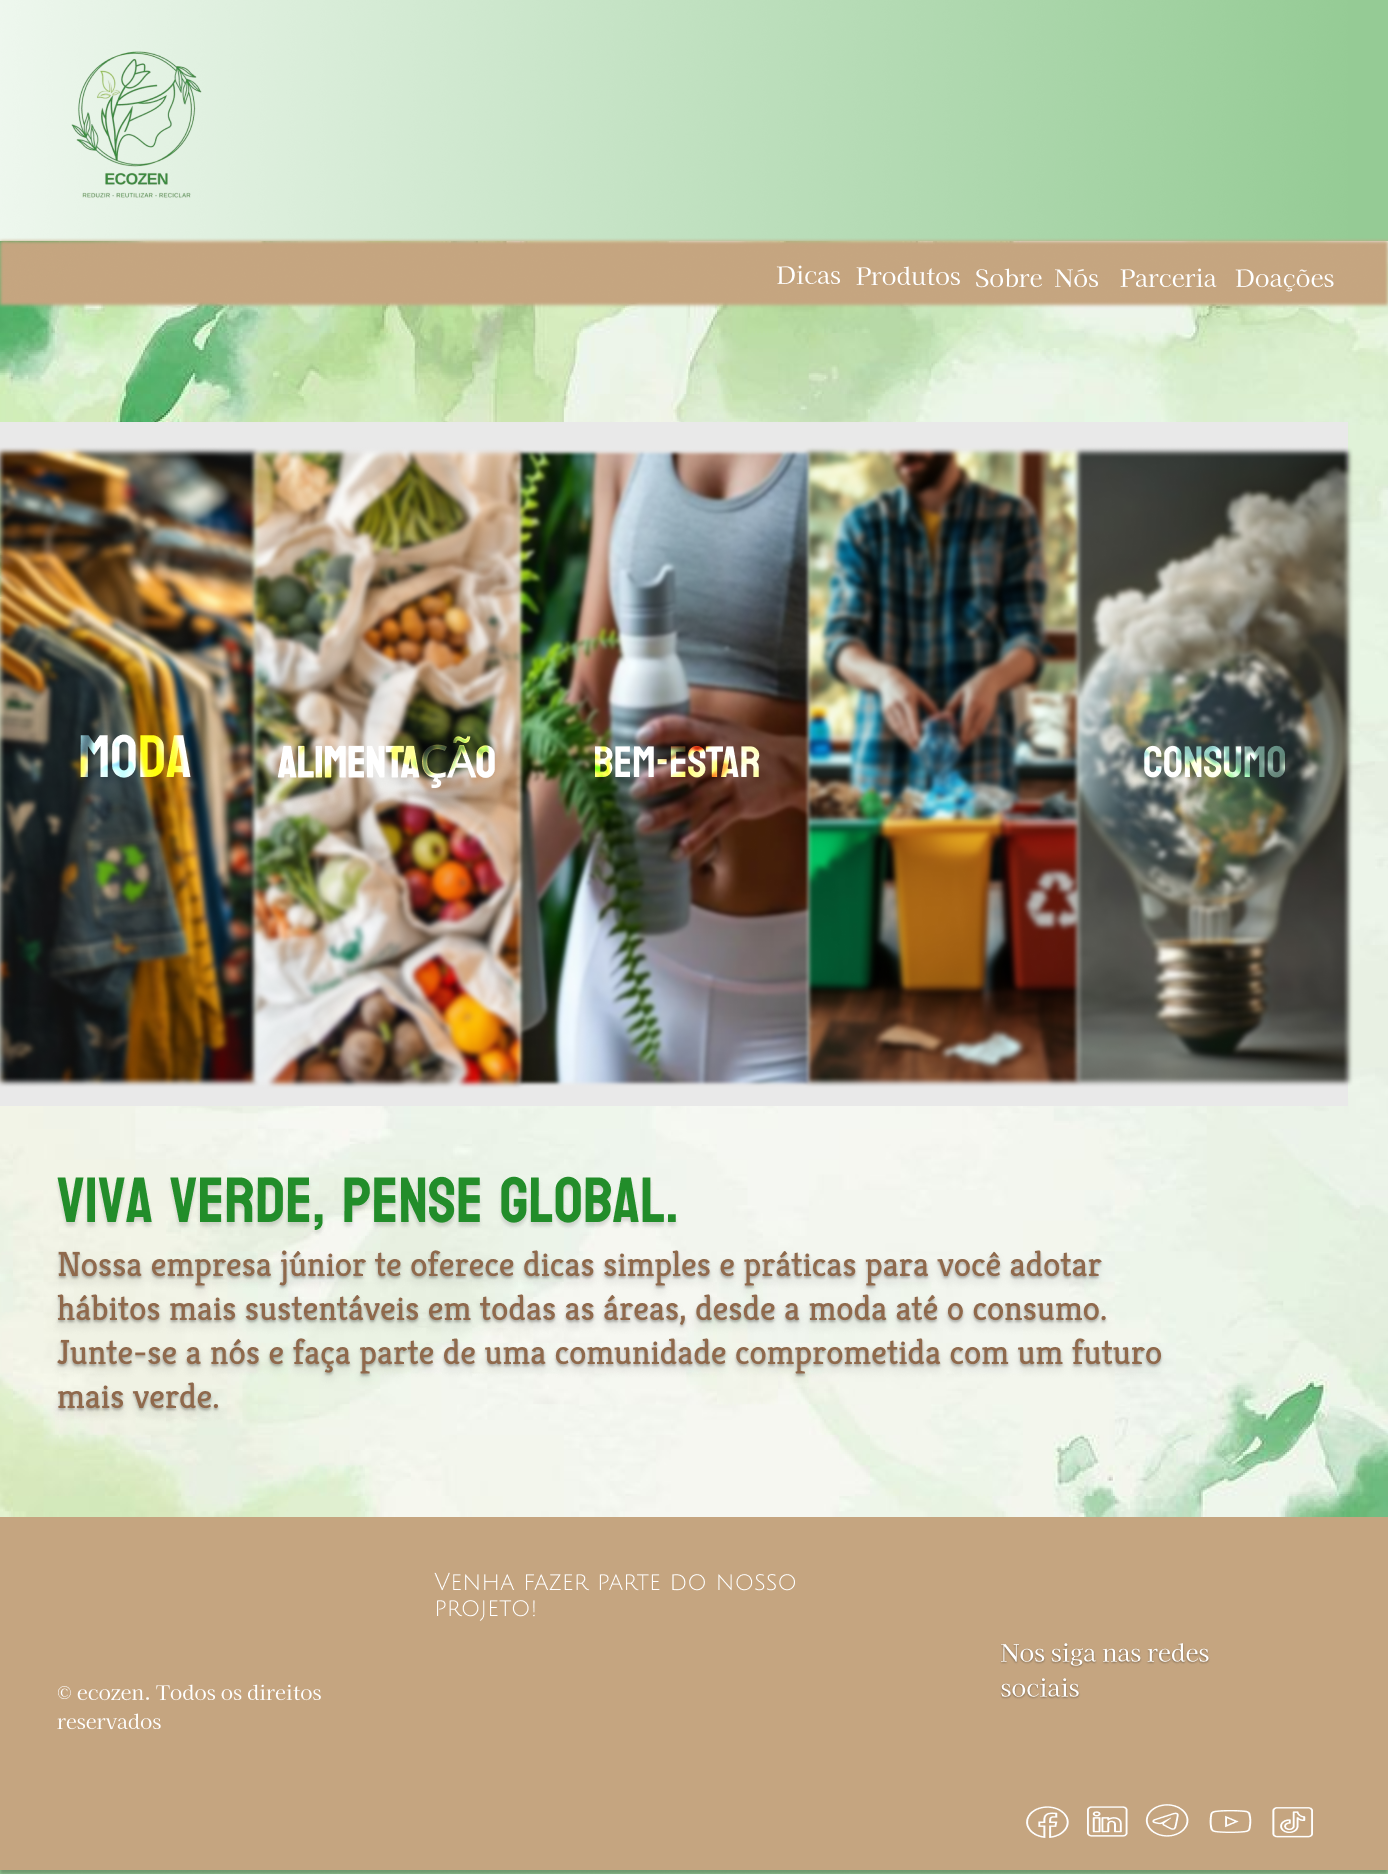 ECOZEN
REDUZIR - REUTILIZAR - RECICLAR
Dicas Produtos Sobre Nós Parceria Doações
MODA
ALIMENTAÇÃO
BEM-ESTAR
CONSUMO
VIVA VERDE, PENSE GLOBAL.
Nossa empresa júnior te oferece dicas simples e práticas para você adotar
hábitos mais sustentáveis em todas as áreas, desde a moda até o consumo.
Junte-se a nós e faça parte de uma comunidade comprometida com um futuro
mais verde.
Venha fazer parte do nosso
projeto!
Nos siga nas redes
sociais
© ecozen. Todos os direitos
reservados
in